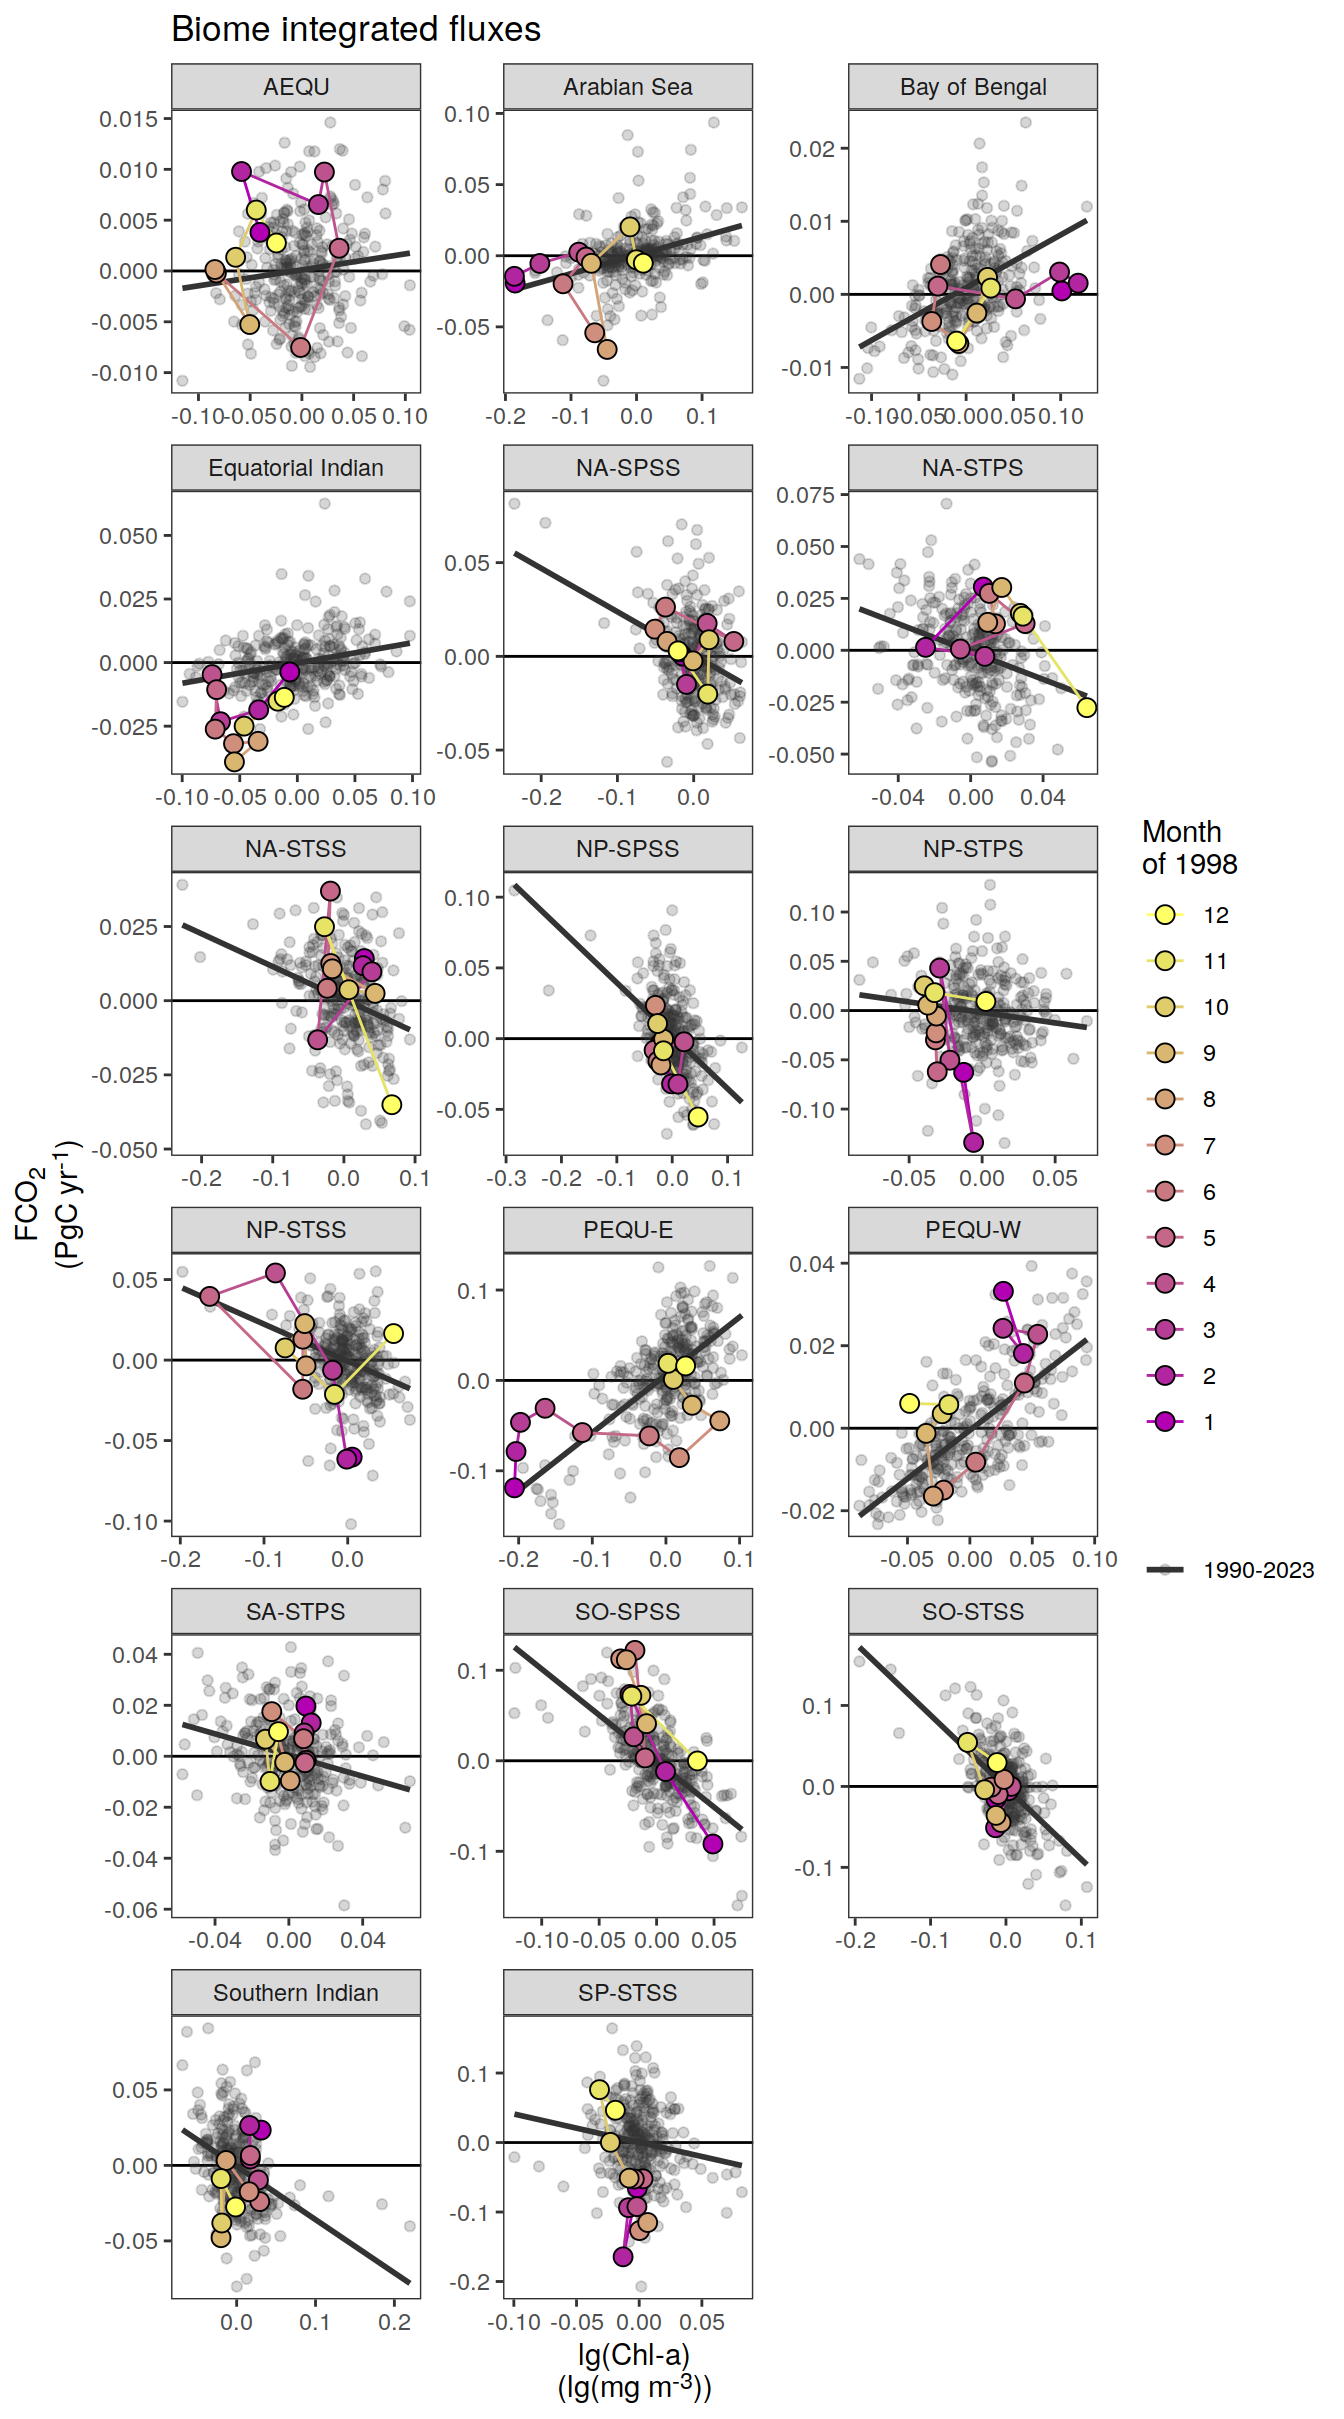 Biome integrated fluxes
AEQU
Arabian Sea
Bay of Bengal
0.015
0.010
0.005
0.000
-0.005
-0.010
-0.10 -0.05 0.00 0.05 0.10
0.10
0.05
0.00
-0.05
-0.2 -0.1 0.0 0.1
0.02
0.01
0.00
-0.01
-0.10 -0.05 0.00 0.05 0.10
Equatorial Indian
NA-SPSS
NA-STPS
0.050
0.025
0.000
-0.025
-0.10 -0.05 0.00 0.05 0.10
0.05
0.00
-0.05
-0.2 -0.1 0.0
0.075
0.050
0.025
0.000
-0.025
-0.050
-0.04 0.00 0.04
NA-STSS
NP-SPSS
NP-STPS
0.025
0.000
-0.025
-0.050
-0.2 -0.1 0.0 0.1
0.10
0.05
0.00
-0.05
-0.3 -0.2 -0.1 0.0 0.1
0.10
0.05
0.00
-0.05
-0.10
-0.05 0.00 0.05
NP-STSS
PEQU-E
PEQU-W
0.05
0.00
-0.05
-0.10
-0.2 -0.1 0.0
0.1
0.0
-0.1
-0.2 -0.1 0.0 0.1
0.04
0.02
0.00
-0.02
-0.05 0.00 0.05 0.10
SA-STPS
SO-SPSS
SO-STSS
0.04
0.02
0.00
-0.02
-0.04
-0.06
-0.04 0.00 0.04
0.1
0.0
-0.1
-0.10 -0.05 0.00 0.05
0.1
0.0
-0.1
-0.2 -0.1 0.0 0.1
Southern Indian
SP-STSS
0.05
0.00
-0.05
0.0 0.1 0.2
0.1
0.0
-0.1
-0.2
-0.10 -0.05 0.00 0.05
FCO₂
(PgC yr⁻¹)
lg(Chl-a)
(lg(mg m⁻³))
Month
of 1998
12
11
10
9
8
7
6
5
4
3
2
1
1990-2023